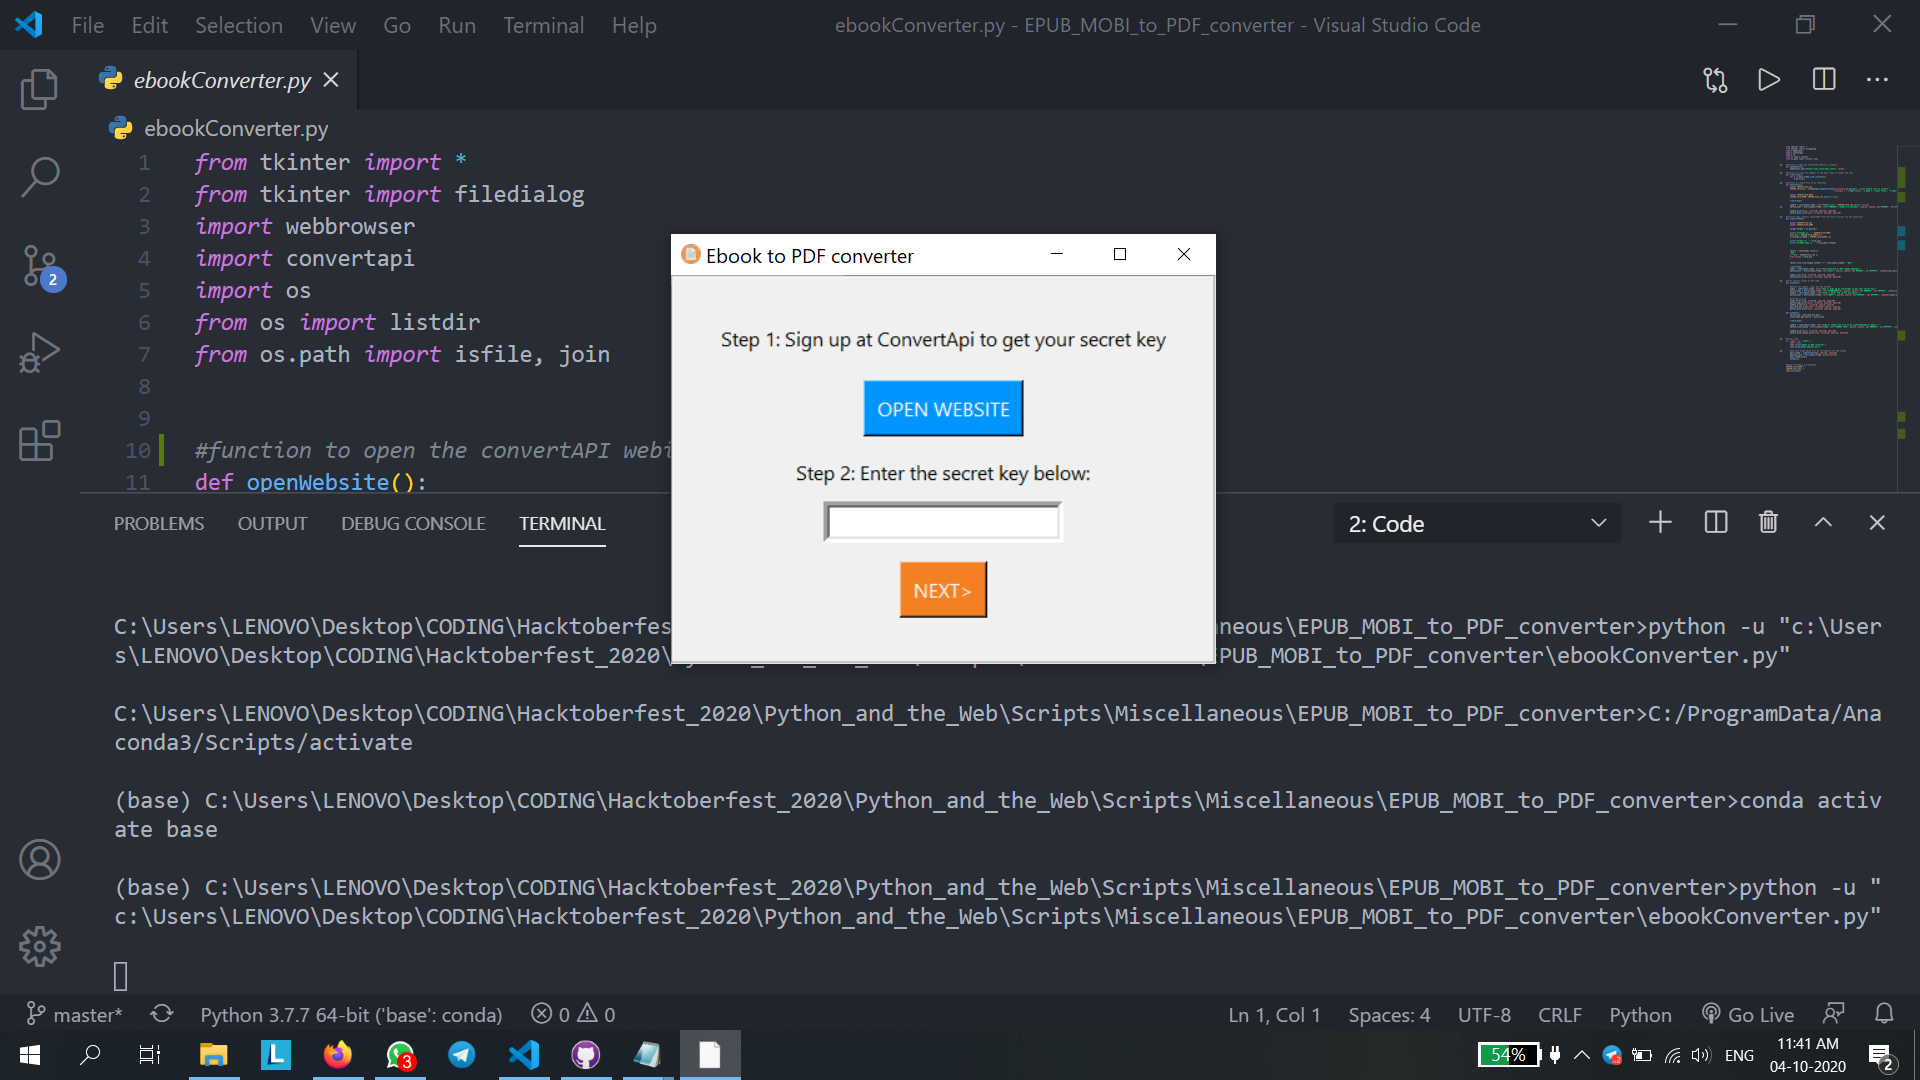 File Edit Selection View Go Run Terminal Help
ebookConverter.py - EPUB_MOBI_to_PDF_converter - Visual Studio Code
ebookConverter.py
ebookConverter.py
1 from tkinter import *
2 from tkinter import filedialog
3 import webbrowser
4 import convertapi
5 import os
6 from os import listdir
7 from os.path import isfile, join
8
9
10 #function to open the convertAPI web
11 def openWebsite():
2
Ebook to PDF converter
Step 1: Sign up at ConvertApi to get your secret key
OPEN WEBSITE
Step 2: Enter the secret key below:
NEXT>
PROBLEMS OUTPUT DEBUG CONSOLE TERMINAL
2: Code
C:\Users\LENOVO\Desktop\CODING\Hacktoberfes neous\EPUB_MOBI_to_PDF_converter>python -u "c:\User
s\LENOVO\Desktop\CODING\Hacktoberfest_2020\ PUB_MOBI_to_PDF_converter\ebookConverter.py"
C:\Users\LENOVO\Desktop\CODING\Hacktoberfest_2020\Python_and_the_Web\Scripts\Miscellaneous\EPUB_MOBI_to_PDF_converter>C:/ProgramData/Ana
conda3/Scripts/activate
(base) C:\Users\LENOVO\Desktop\CODING\Hacktoberfest_2020\Python_and_the_Web\Scripts\Miscellaneous\EPUB_MOBI_to_PDF_converter>conda activ
ate base
(base) C:\Users\LENOVO\Desktop\CODING\Hacktoberfest_2020\Python_and_the_Web\Scripts\Miscellaneous\EPUB_MOBI_to_PDF_converter>python -u "
c:\Users\LENOVO\Desktop\CODING\Hacktoberfest_2020\Python_and_the_Web\Scripts\Miscellaneous\EPUB_MOBI_to_PDF_converter\ebookConverter.py"
master* Python 3.7.7 64-bit ('base': conda) 0 0 Ln 1, Col 1 Spaces: 4 UTF-8 CRLF Python Go Live
L 3 54% ENG 11:41 AM
04-10-2020 2